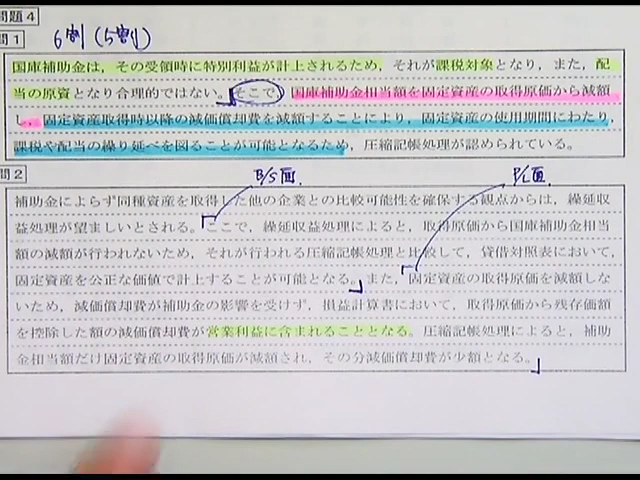 問題4
問1
6割(5割)
国庫補助金は，その受領時に特別利益が計上されるため，それが課税対象となり，また，配
当の原資となり合理的ではない。そこで，国庫補助金相当額を固定資産の取得原価から減額
し，固定資産取得時以降の減価償却費を減額することにより，固定資産の使用期間にわたり，
課税や配当の繰り延べを図ることが可能となるため，圧縮記帳処理が認められている。
問2
B/S面
P/L面
補助金によらず同種資産を取得した他の企業との比較可能性を確保する観点からは，繰延収
益処理が望ましいとされる。ここで，繰延収益処理によると，取得原価から国庫補助金相当
額の減額が行われないため，それが行われる圧縮記帳処理と比較して，貸借対照表において，
固定資産を公正な価値で計上することが可能となる。また，固定資産の取得原価を減額しな
いため，減価償却費が補助金の影響を受けず，損益計算書において，取得原価から残存価額
を控除した額の減価償却費が営業利益に含まれることとなる。圧縮記帳処理によると，補助
金相当額だけ固定資産の取得原価が減額され，その分減価償却費が少額となる。